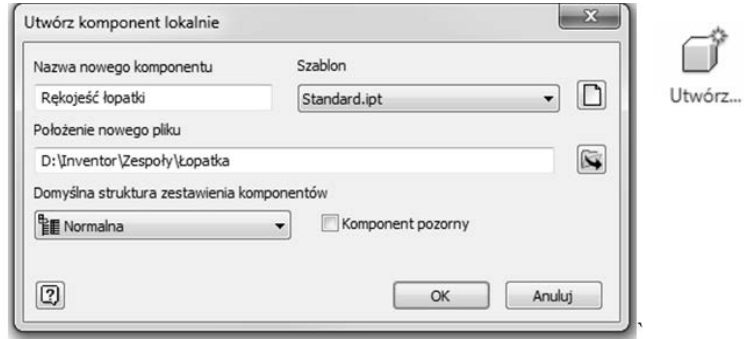 Utwórz komponent lokalnie
Nazwa nowego komponentu Szablon
Rękojeść łopatki Standard.ipt
Położenie nowego pliku
D:\Inventor\Zespoły\Łopatka
Domyślna struktura zestawienia komponentów
Normalna Komponent pozorny
OK Anuluj
Utwórz...